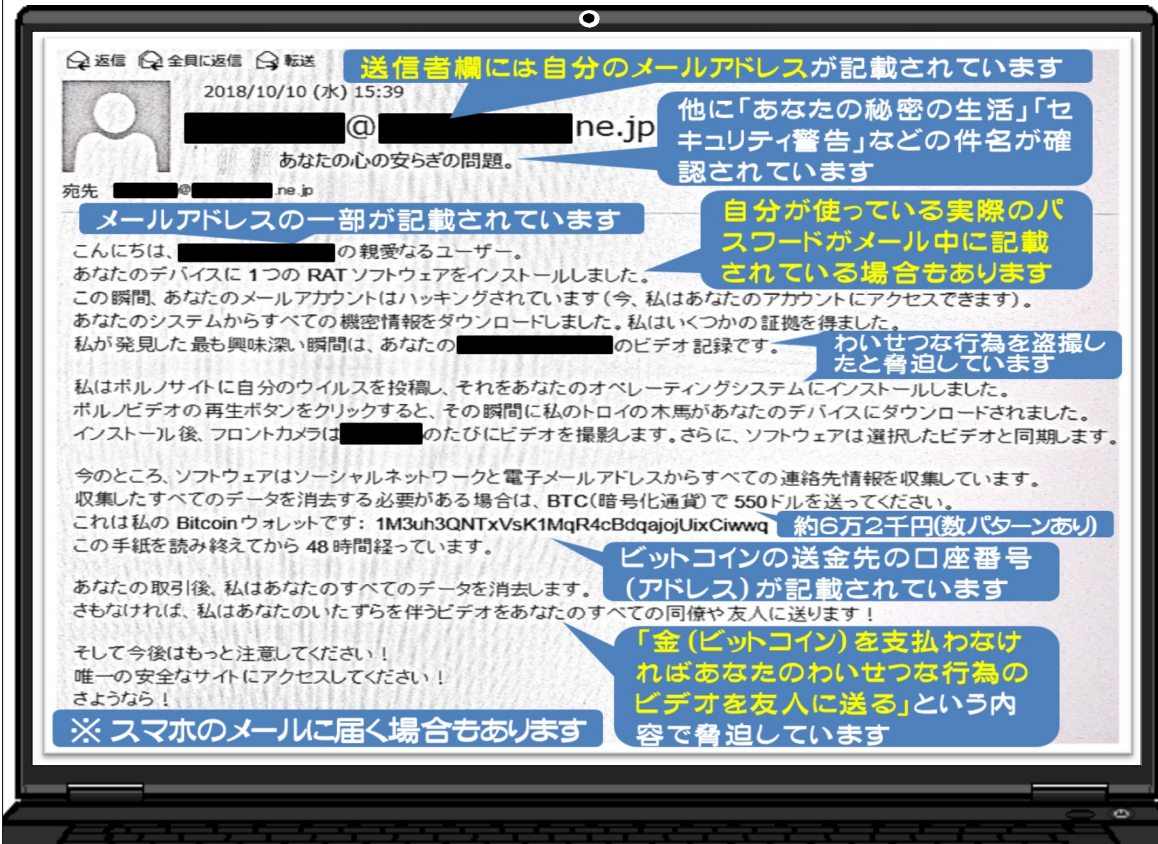 返信 全員に返信 転送
送信者欄には自分のメールアドレスが記載されています
2018/10/10 (水) 15:39
@ ne.jp
他に「あなたの秘密の生活」「セ
キュリティ警告」などの件名が確
認されています
あなたの心の安らぎの問題。
宛先 @ .ne.jp
メールアドレスの一部が記載されています
自分が使っている実際のパ
スワードがメール中に記載
されている場合もあります
こんにちは、 の親愛なるユーザー。
あなたのデバイスに1つの RAT ソフトウェアをインストールしました。
この瞬間、あなたのメールアカウントはハッキングされています(今、私はあなたのアカウントにアクセスできます)。
あなたのシステムからすべての機密情報をダウンロードしました。私はいくつかの証拠を得ました。
私が発見した最も興味深い瞬間は、あなたの のビデオ記録です。
わいせつな行為を盗撮し
たと脅迫しています
私はポルノサイトに自分のウイルスを投稿し、それをあなたのオペレーティングシステムにインストールしました。
ポルノビデオの再生ボタンをクリックすると、その瞬間に私のトロイの木馬があなたのデバイスにダウンロードされました。
インストール後、フロントカメラは のたびにビデオを撮影します。さらに、ソフトウェアは選択したビデオと同期します。
今のところ、ソフトウェアはソーシャルネットワークと電子メールアドレスからすべての連絡先情報を収集しています。
収集したすべてのデータを消去する必要がある場合は、BTC(暗号化通貨)で 550ドルを送ってください。
これは私の Bitcoin ウォレットです: 1M3uh3QNTxVsK1MqR4cBdqajojUixCiwwq
約6万2千円(数パターンあり)
この手紙を読み終えてから 48 時間経っています。
ビットコインの送金先の口座番号
(アドレス)が記載されています
あなたの取引後、私はあなたのすべてのデータを消去します。
さもなければ、私はあなたのいたずらを伴うビデオをあなたのすべての同僚や友人に送ります!
「金(ビットコイン)を支払わなけ
ればあなたのわいせつな行為の
ビデオを友人に送る」という内
容で脅迫しています
そして今後はもっと注意してください!
唯一の安全なサイトにアクセスしてください!
さようなら!
※ スマホのメールに届く場合もあります